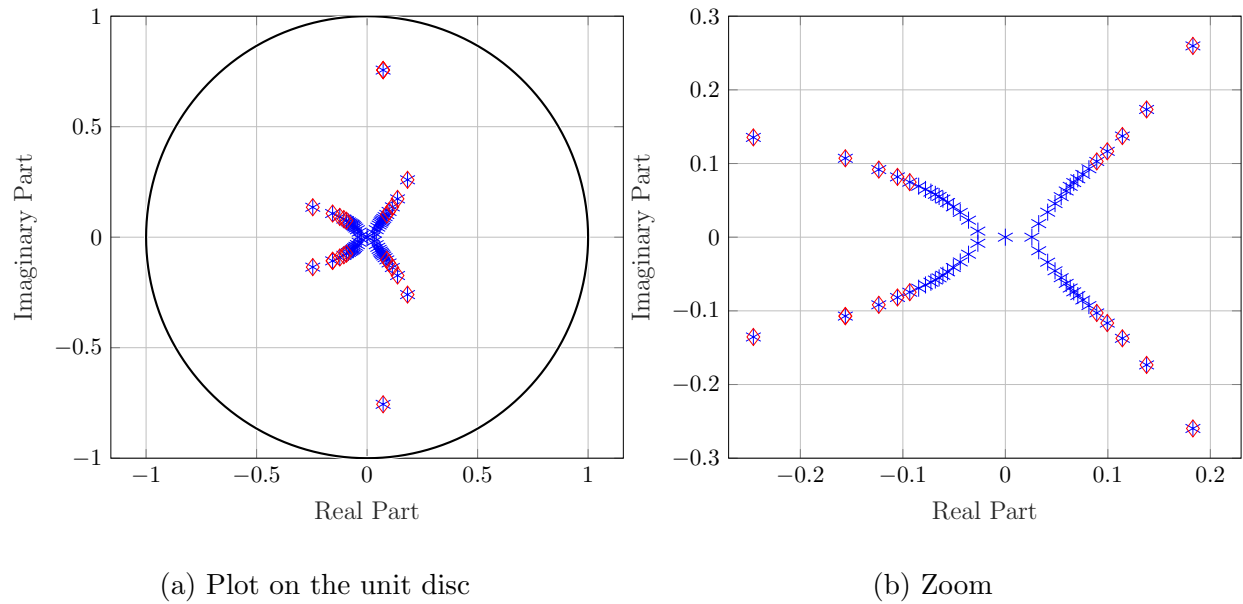 1
0.5
0
−0.5
−1
−1 −0.5 0 0.5 1
Imaginary Part
Real Part
(a) Plot on the unit disc
0.3
0.2
0.1
0
−0.1
−0.2
−0.3
−0.2 −0.1 0 0.1 0.2
Imaginary Part
Real Part
(b) Zoom